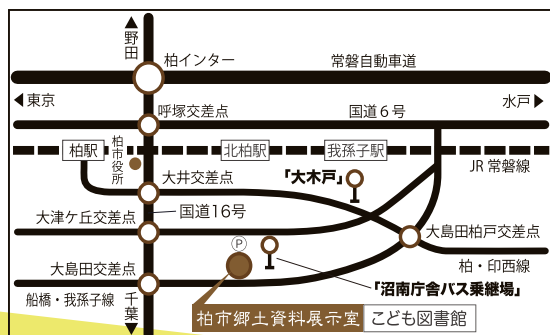 ▲野田
柏インター
常磐自動車道
◀東京
水戸▶
呼塚交差点
国道6号
柏駅
柏市役所
北柏駅
我孫子駅
JR 常磐線
大井交差点
「大木戸」
大津ケ丘交差点
国道16号
大島田柏戸交差点
P
大島田交差点
柏・印西線
「沼南庁舎バス乗継場」
船橋・我孫子線
千葉▼
柏市郷土資料展示室
こども図書館